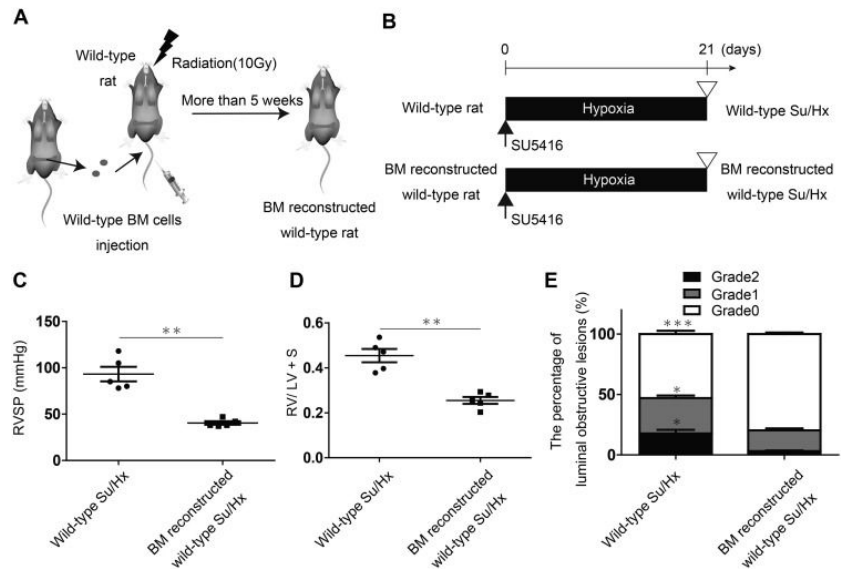 A
Wild-type
rat
Radiation(10Gy)
More than 5 weeks
Wild-type BM cells
injection
BM reconstructed
wild-type rat
B
0
21 (days)
Wild-type rat
Hypoxia
Wild-type Su/Hx
SU5416
BM reconstructed
wild-type rat
Hypoxia
BM reconstructed
wild-type Su/Hx
SU5416
C
RVSP (mmHg)
150
100
50
0
**
Wild-type Su/Hx
BM reconstructed
wild-type Su/Hx
D
RV/ LV + S
0.6
0.4
0.2
0.0
**
Wild-type Su/Hx
BM reconstructed
wild-type Su/Hx
E
Grade2
Grade1
Grade0
The percentage of
luminal obstructive lesions (%)
100
50
0
***
*
*
Wild-type Su/Hx
BM reconstructed
wild-type Su/Hx